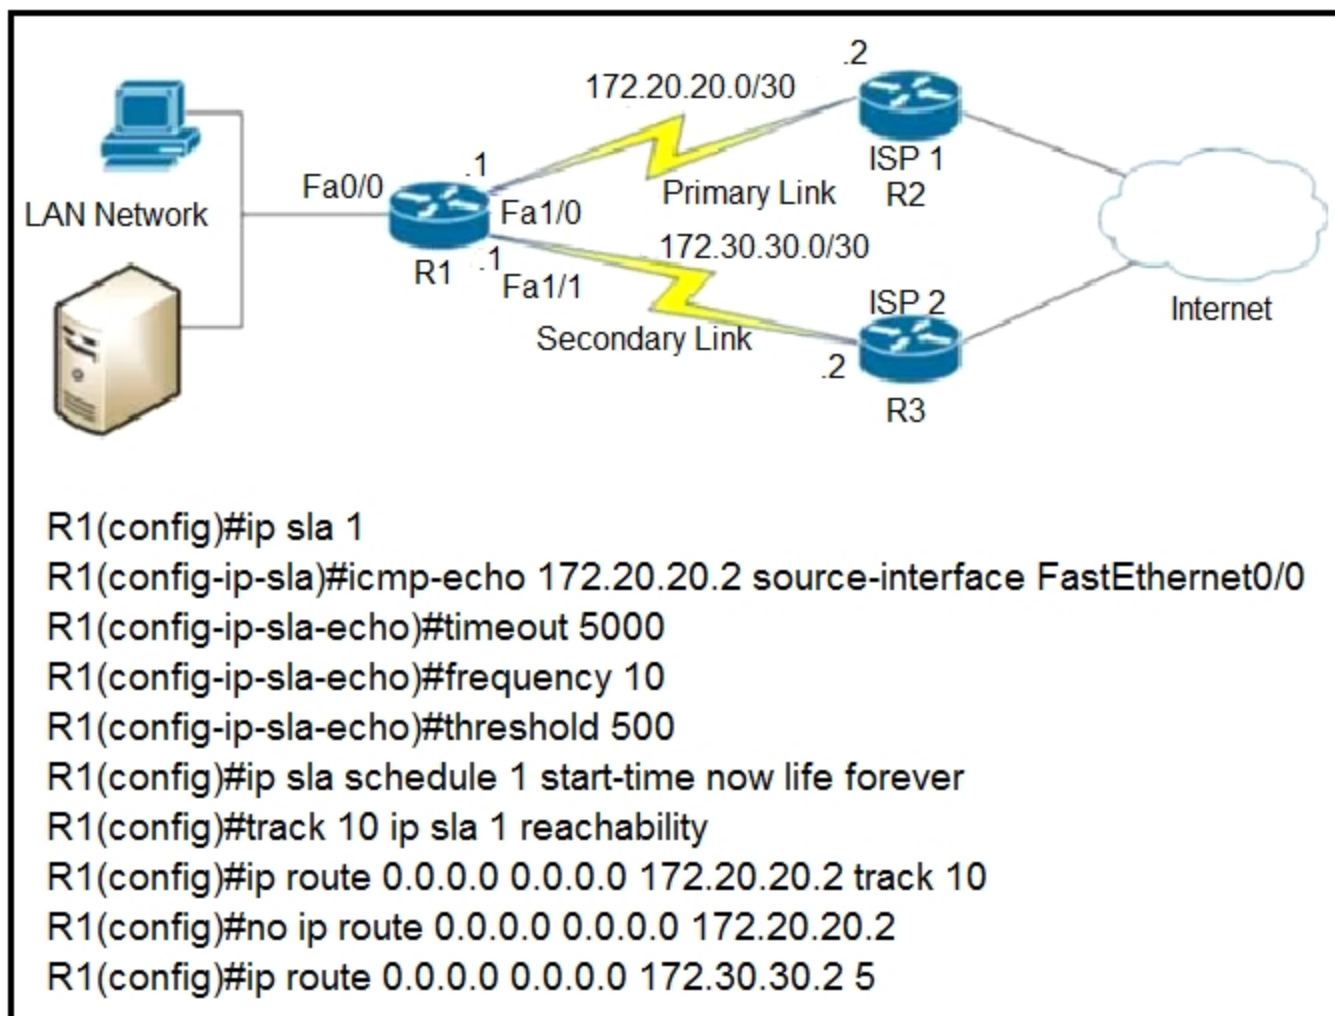 .2
172.20.20.0/30
ISP 1
R2
.1
Fa0/0
Primary Link
LAN Network
Fa1/0
172.30.30.0/30
R1
.1
Fa1/1
ISP 2
Internet
Secondary Link
.2
R3
R1(config)#ip sla 1
R1(config-ip-sla)#icmp-echo 172.20.20.2 source-interface FastEthernet0/0
R1(config-ip-sla-echo)#timeout 5000
R1(config-ip-sla-echo)#frequency 10
R1(config-ip-sla-echo)#threshold 500
R1(config)#ip sla schedule 1 start-time now life forever
R1(config)#track 10 ip sla 1 reachability
R1(config)#ip route 0.0.0.0 0.0.0.0 172.20.20.2 track 10
R1(config)#no ip route 0.0.0.0 0.0.0.0 172.20.20.2
R1(config)#ip route 0.0.0.0 0.0.0.0 172.30.30.2 5